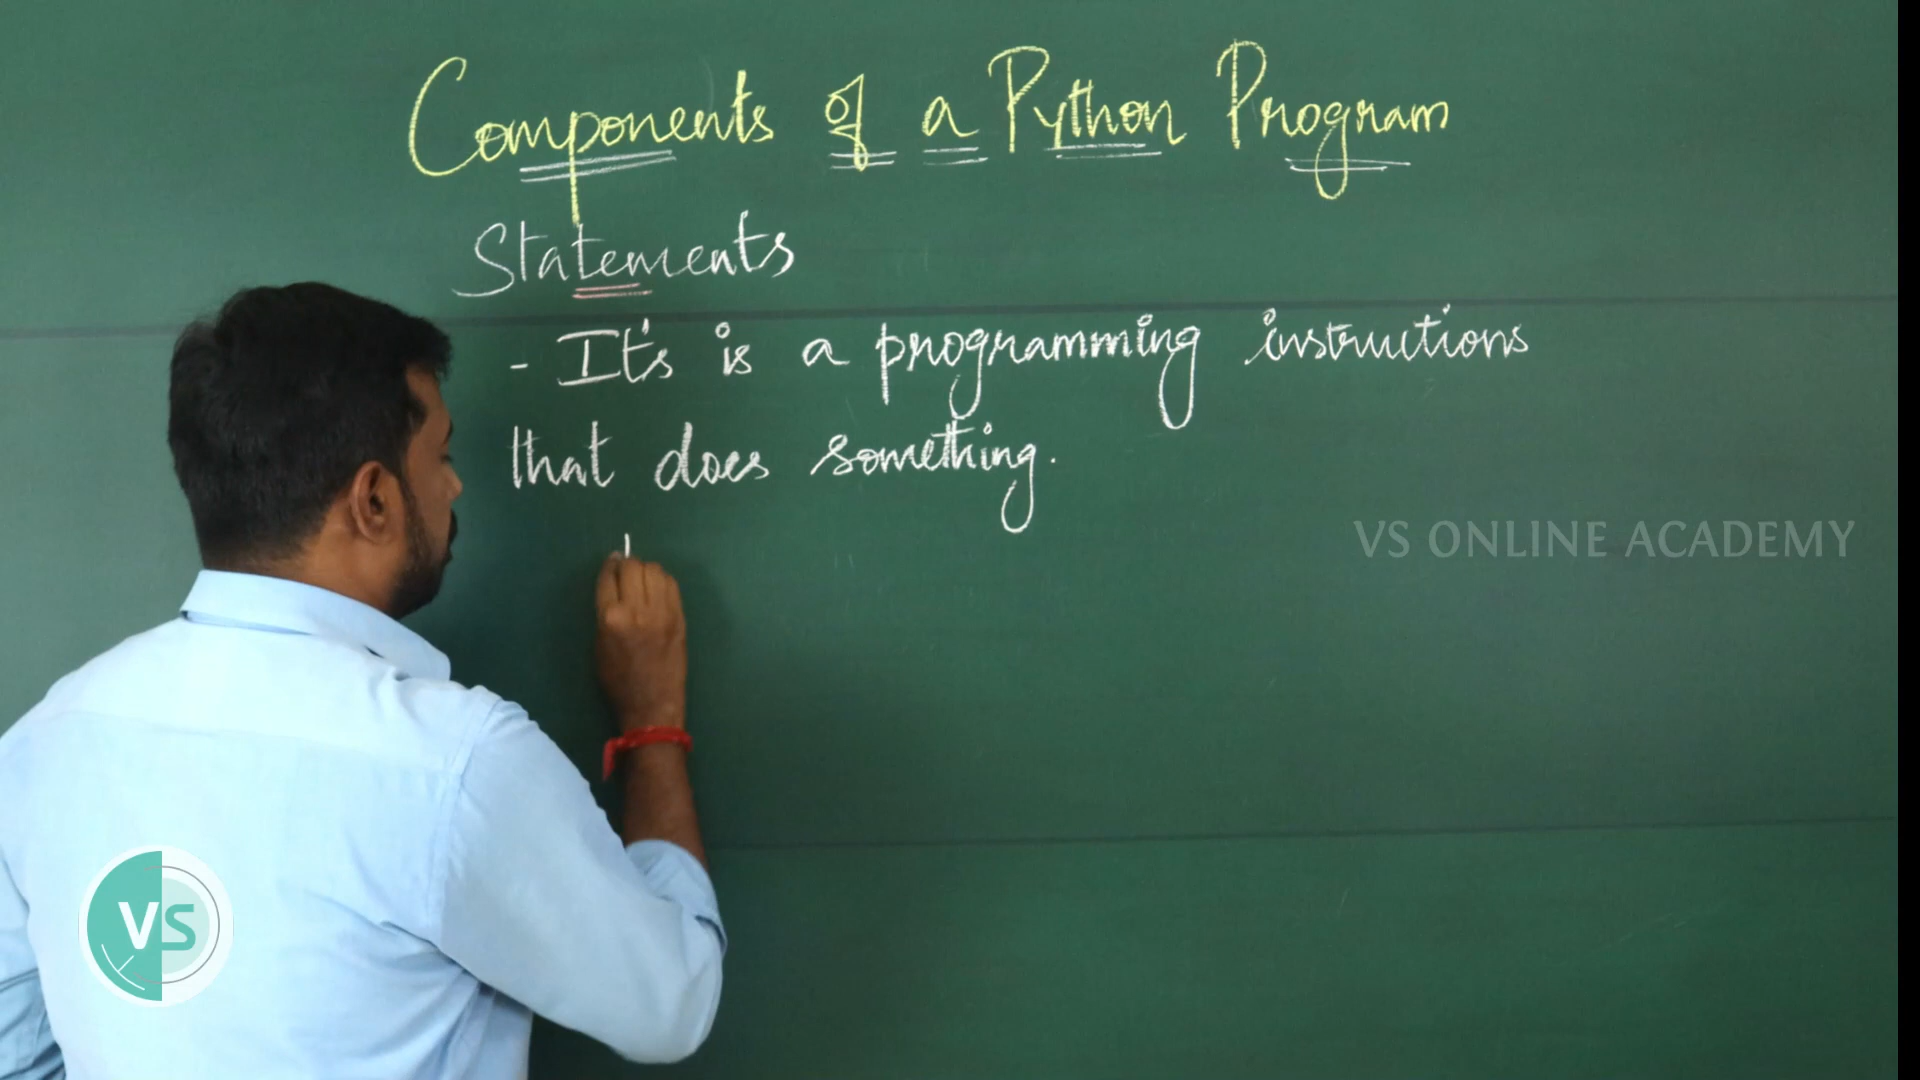 Components of a Python Program
Statements
- It's is a programming instructions
that does something.
VS ONLINE ACADEMY
VS